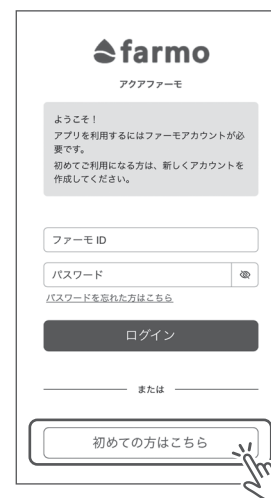 farmo
アクアファーモ
ようこそ！
アプリを利用するにはファーモアカウントが必
要です。
初めてご利用になる方は、新しくアカウントを
作成してください。
ファーモ ID
パスワード
パスワードを忘れた方はこちら
ログイン
または
初めての方はこちら